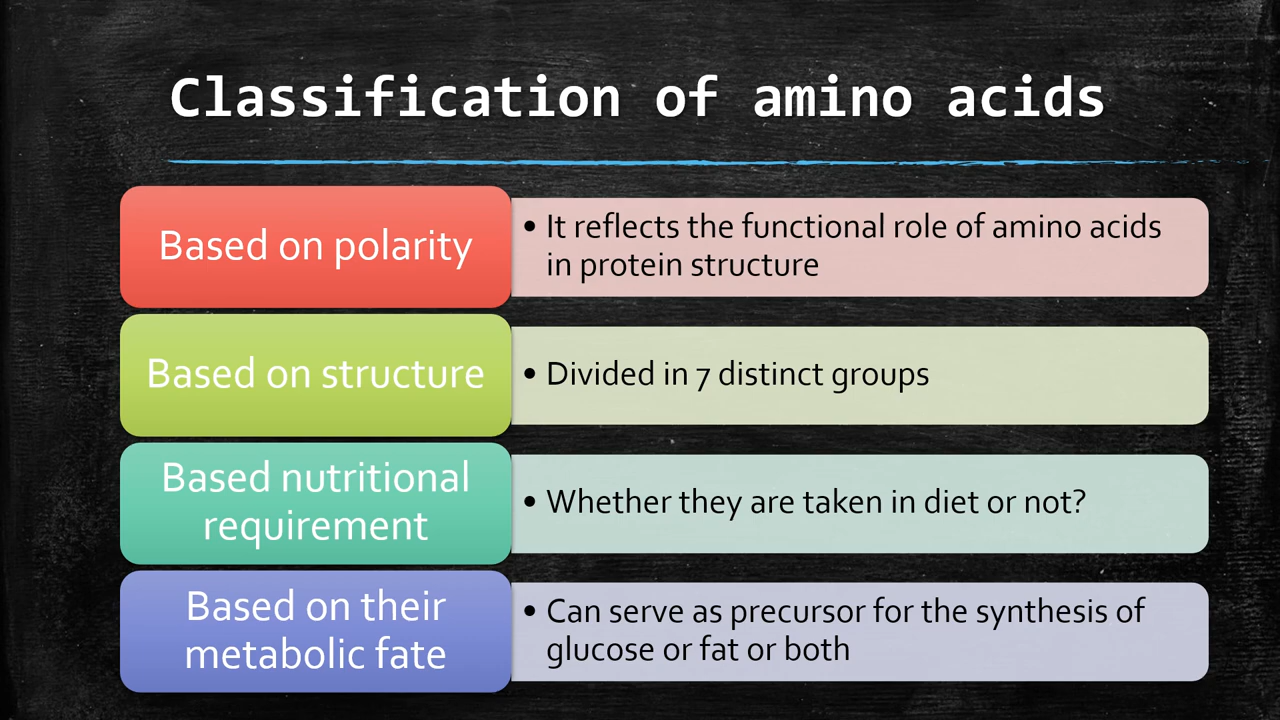 Classification of amino acids
Based on polarity
• It reflects the functional role of amino acids
in protein structure
Based on structure
• Divided in 7 distinct groups
Based nutritional
requirement
• Whether they are taken in diet or not?
Based on their
metabolic fate
• Can serve as precursor for the synthesis of
glucose or fat or both